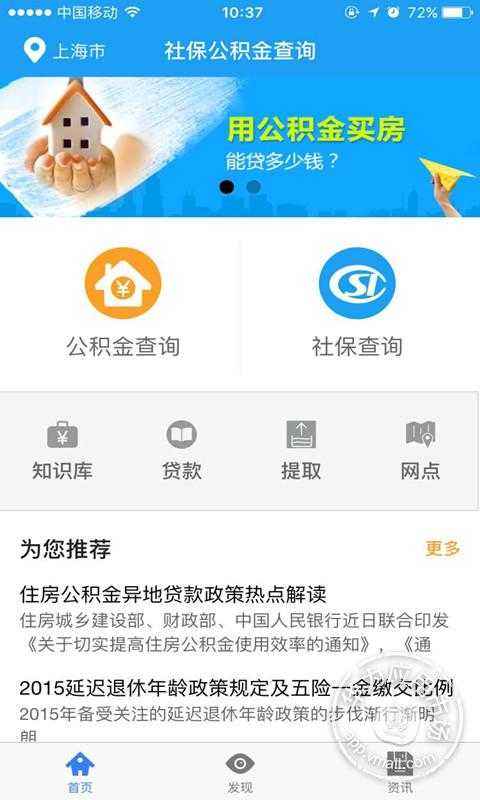 中国移动
10:37
72%
上海市
社保公积金查询
用公积金买房
能贷多少钱？
SI
公积金查询
社保查询
知识库
贷款
提取
网点
为您推荐
更多
住房公积金异地贷款政策热点解读
住房城乡建设部、财政部、中国人民银行近日联合印发
《关于切实提高住房公积金使用效率的通知》，《通
2015延迟退休年龄政策规定及五险一金缴交比例
2015年备受关注的延迟退休年龄政策的步伐渐行渐明
朗
首页
发现
资讯
app.vmall.com